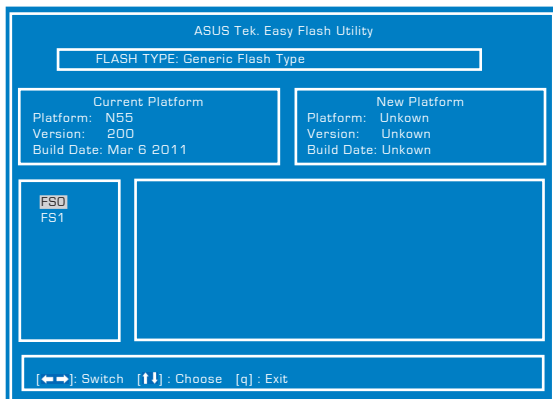 ASUS Tek. Easy Flash Utility
FLASH TYPE: Generic Flash Type
Current Platform
Platform: N55
Version: 200
Build Date: Mar 6 2011
New Platform
Platform: Unkown
Version: Unkown
Build Date: Unkown
FS0
FS1
[←→]: Switch [↑↓] : Choose [q] : Exit